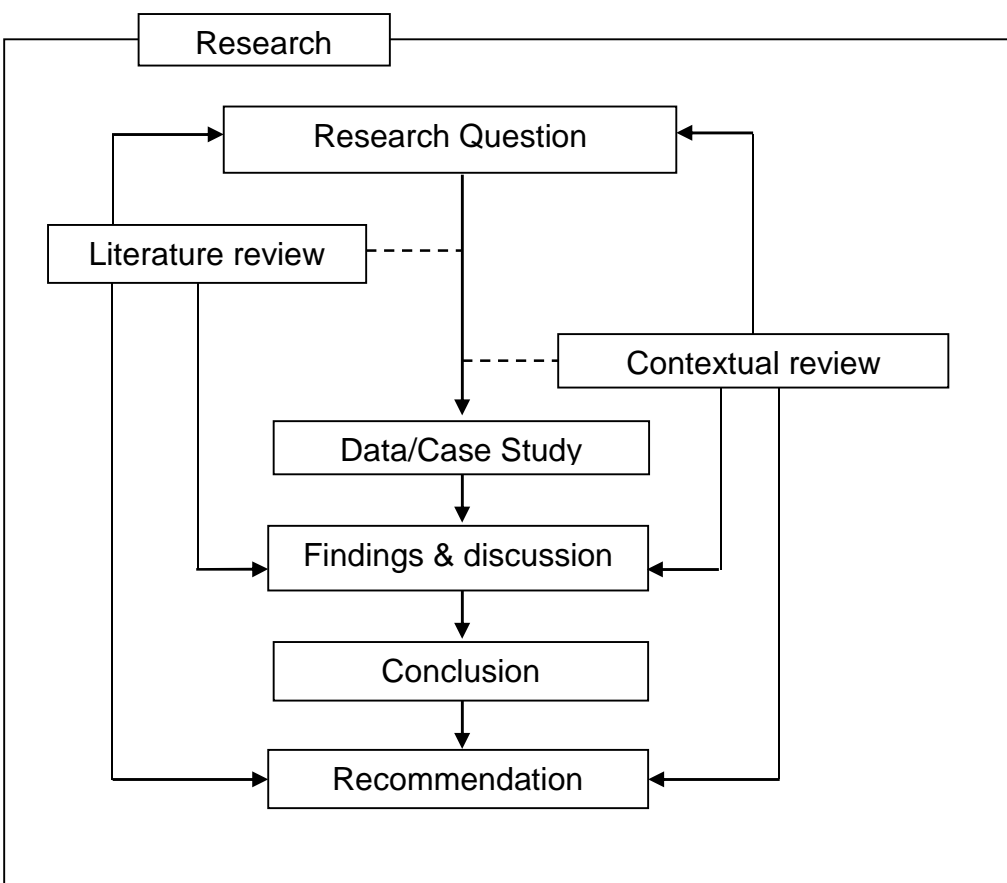 Research
Research Question
Literature review
Contextual review
Data/Case Study
Findings & discussion
Conclusion
Recommendation